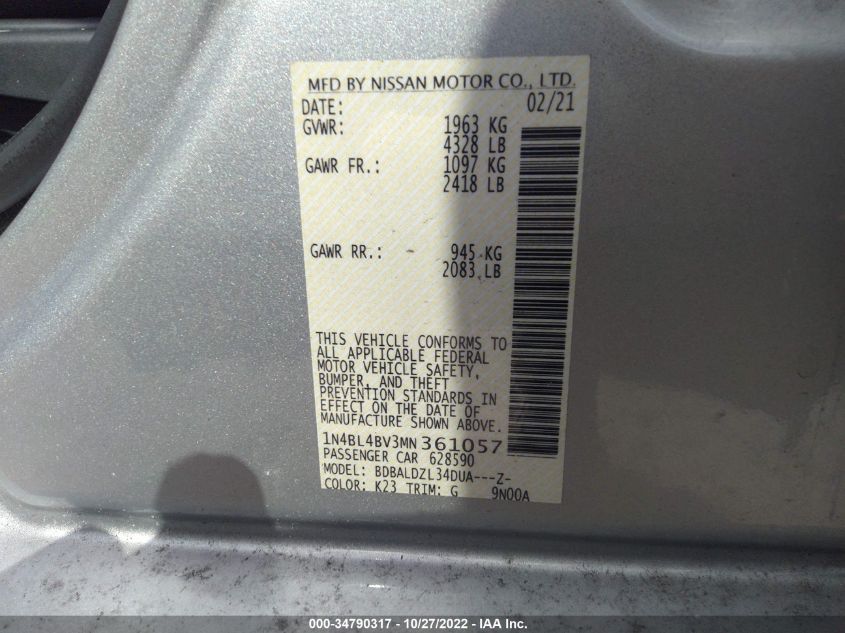 MFD BY NISSAN MOTOR CO., LTD.
DATE: 02/21
GVWR: 1963 KG
4328 LB
GAWR FR.: 1097 KG
2418 LB
GAWR RR.: 945 KG
2083 LB
THIS VEHICLE CONFORMS TO
ALL APPLICABLE FEDERAL
MOTOR VEHICLE SAFETY,
BUMPER, AND THEFT
PREVENTION STANDARDS IN
EFFECT ON THE DATE OF
MANUFACTURE SHOWN ABOVE.
1N4BL4BV3MN361057
PASSENGER CAR 628590
MODEL: BDBALDZL34DUA---Z-
COLOR: K23 TRIM: G 9N00A
000-34790317 - 10/27/2022 - IAA Inc.